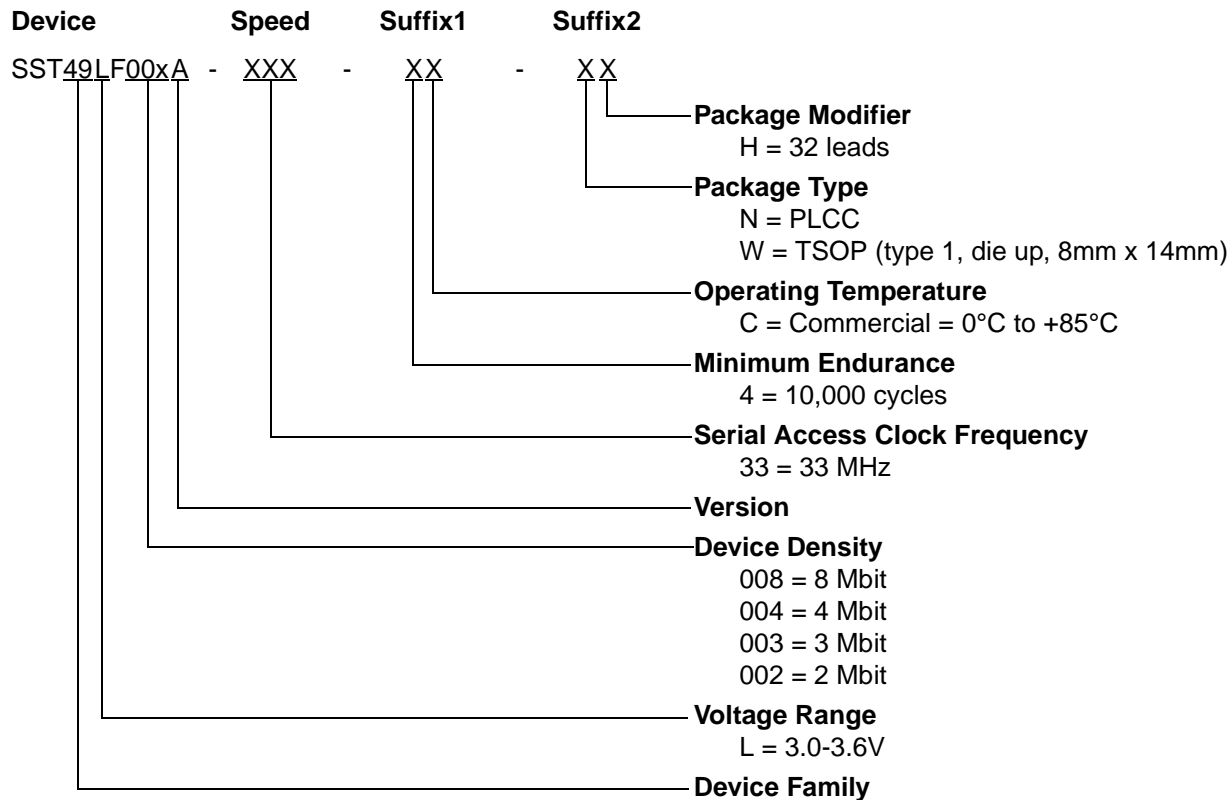 Device Speed Suffix1 Suffix2
SST49LF00xA - XXX - XX - XX
Package Modifier
H = 32 leads
Package Type
N = PLCC
W = TSOP (type 1, die up, 8mm x 14mm)
Operating Temperature
C = Commercial = 0°C to +85°C
Minimum Endurance
4 = 10,000 cycles
Serial Access Clock Frequency
33 = 33 MHz
Version
Device Density
008 = 8 Mbit
004 = 4 Mbit
003 = 3 Mbit
002 = 2 Mbit
Voltage Range
L = 3.0-3.6V
Device Family